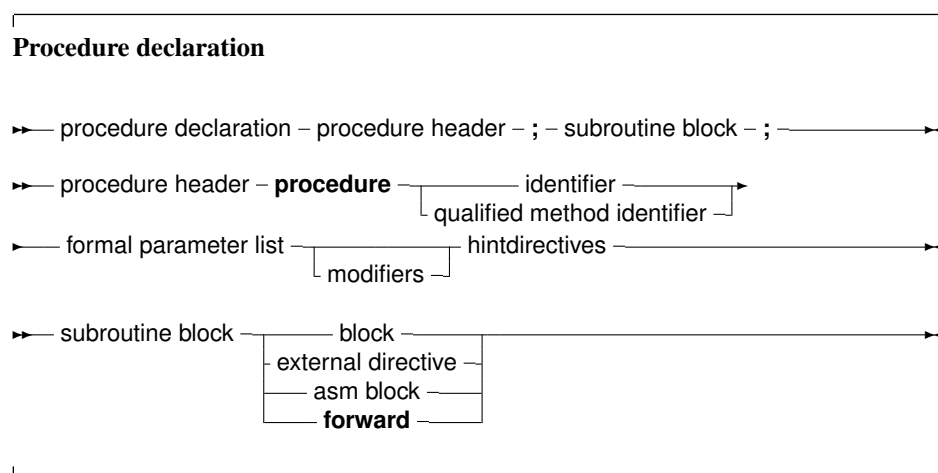 Procedure declaration
procedure declaration procedure header ; subroutine block ;
procedure header procedure identifier
qualified method identifier
formal parameter list hintdirectives
modifiers
subroutine block block
external directive
asm block
forward